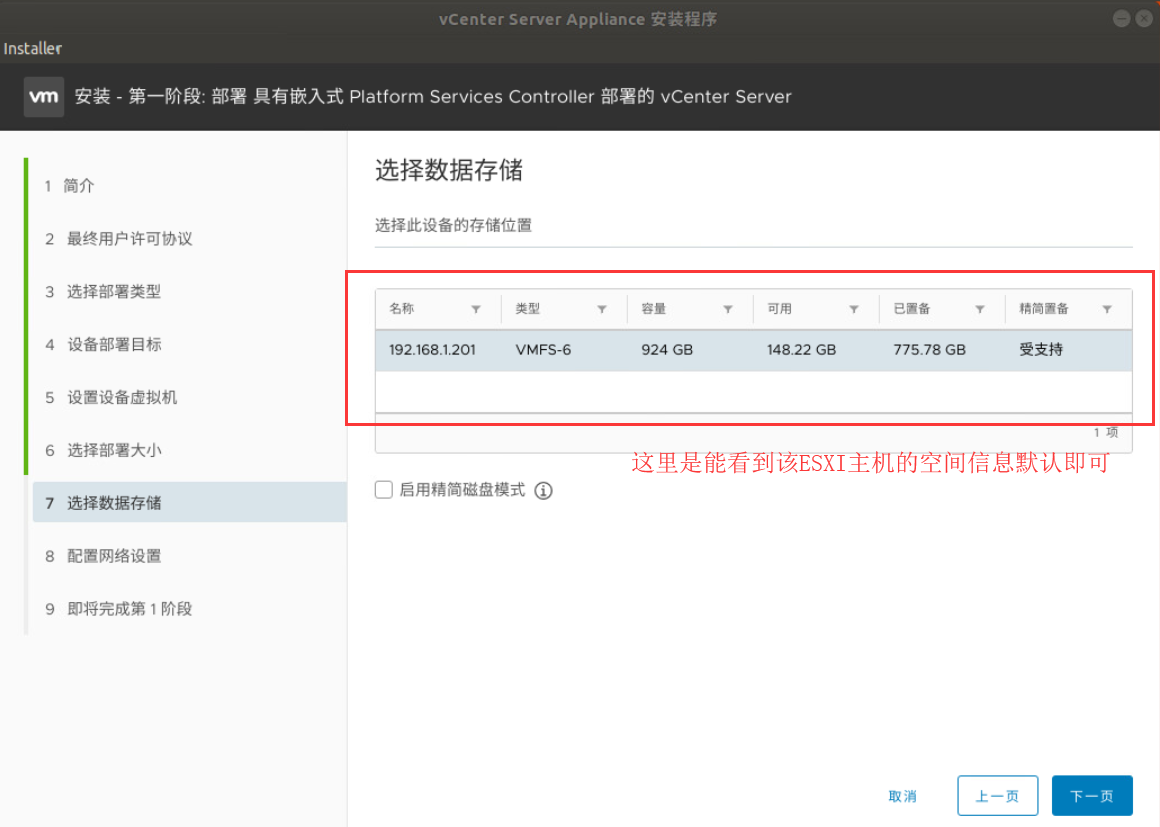 vCenter Server Appliance 安装程序
Installer
vm 安装 - 第一阶段: 部署 具有嵌入式 Platform Services Controller 部署的 vCenter Server
1 简介
2 最终用户许可协议
3 选择部署类型
4 设备部署目标
5 设置设备虚拟机
6 选择部署大小
7 选择数据存储
8 配置网络设置
9 即将完成第 1 阶段
选择数据存储
选择此设备的存储位置
名称 类型 容量 可用 已置备 精简置备
192.168.1.201 VMFS-6 924 GB 148.22 GB 775.78 GB 受支持
1 项
这里是能看到该ESXI主机的空间信息默认即可
启用精简磁盘模式
取消 上一页 下一页